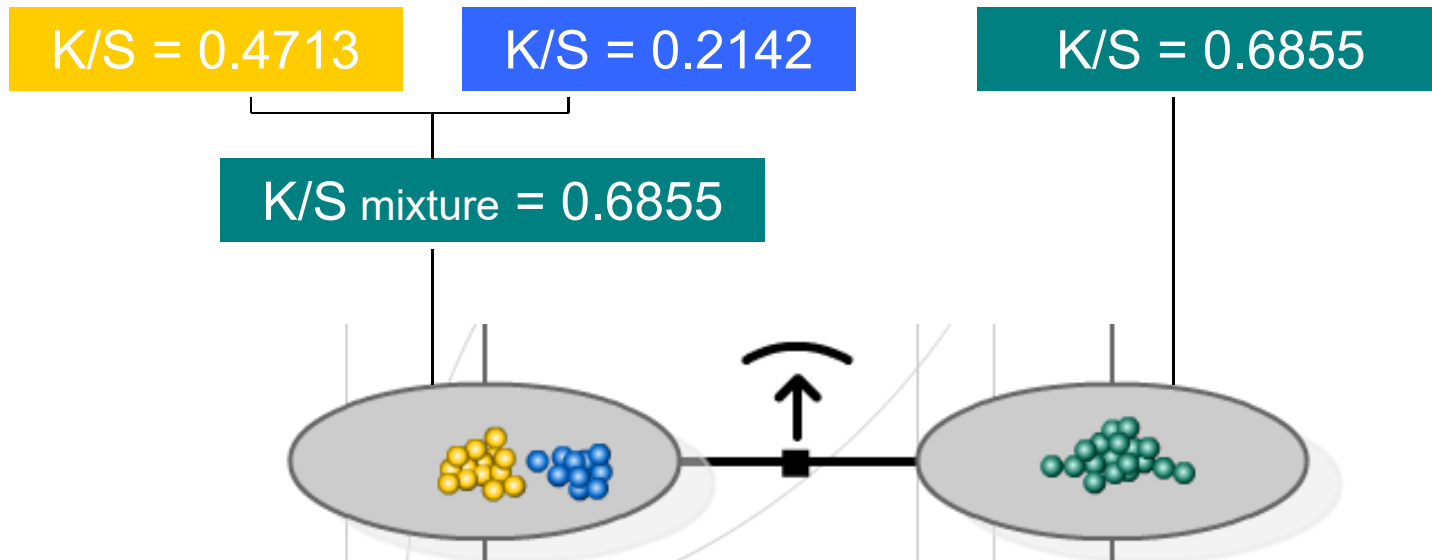 K/S = 0.4713
K/S = 0.2142
K/S = 0.6855
K/S mixture = 0.6855